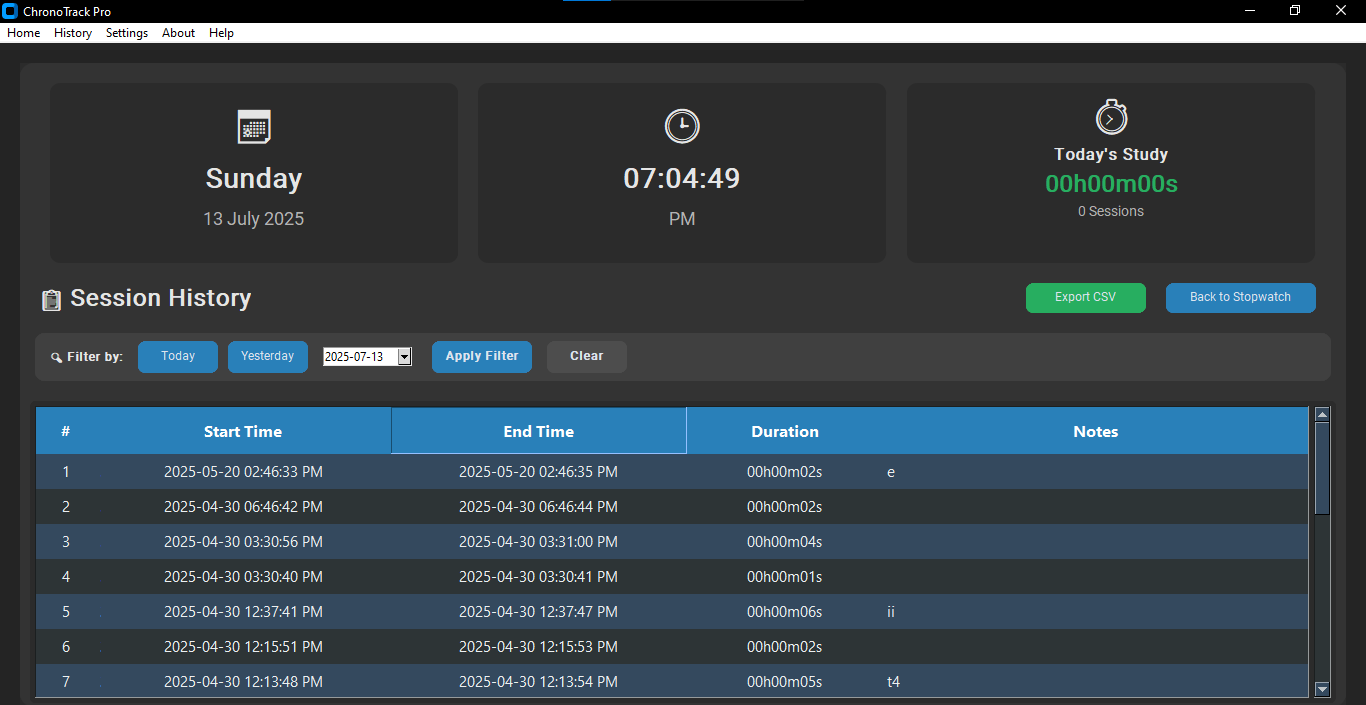 ChronoTrack Pro
Home History Settings About Help
Sunday
13 July 2025
07:04:49
PM
Today's Study
00h00m00s
0 Sessions
Session History
Export CSV
Back to Stopwatch
Filter by: Today Yesterday 2025-07-13 Apply Filter Clear
# Start Time End Time Duration Notes
1 2025-05-20 02:46:33 PM 2025-05-20 02:46:35 PM 00h00m02s e
2 2025-04-30 06:46:42 PM 2025-04-30 06:46:44 PM 00h00m02s
3 2025-04-30 03:30:56 PM 2025-04-30 03:31:00 PM 00h00m04s
4 2025-04-30 03:30:40 PM 2025-04-30 03:30:41 PM 00h00m01s
5 2025-04-30 12:37:41 PM 2025-04-30 12:37:47 PM 00h00m06s ii
6 2025-04-30 12:15:51 PM 2025-04-30 12:15:53 PM 00h00m02s
7 2025-04-30 12:13:48 PM 2025-04-30 12:13:54 PM 00h00m05s t4